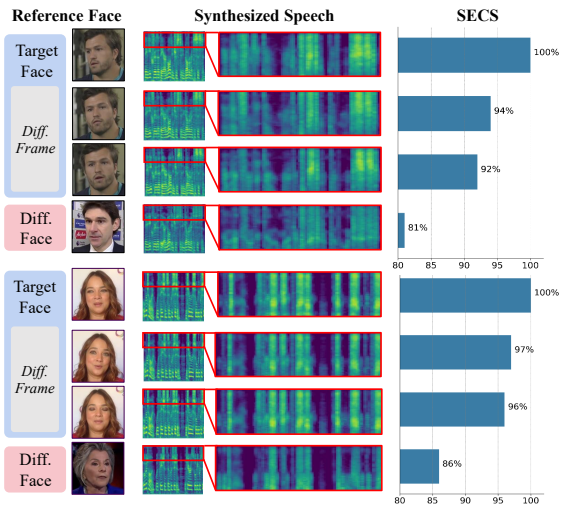 Reference Face Synthesized Speech SECS
Target
Face
Diff.
Frame
Diff.
Face
100%
94%
92%
81%
80 85 90 95 100
Target
Face
Diff.
Frame
Diff.
Face
100%
97%
96%
86%
80 85 90 95 100